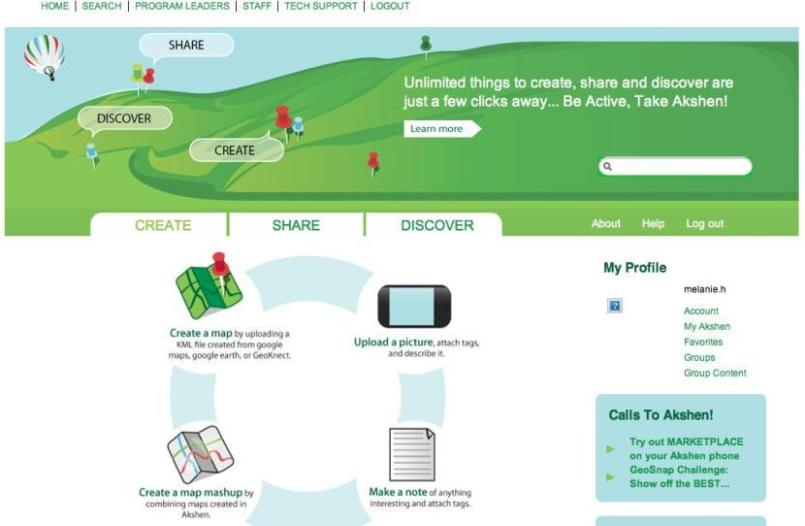 HOME | SEARCH | PROGRAM LEADERS | STAFF | TECH SUPPORT | LOGOUT
SHARE
DISCOVER
CREATE
Unlimited things to create, share and discover are
just a few clicks away... Be Active, Take Akshen!
Learn more
CREATE
SHARE
DISCOVER
About
Help
Log out
Create a map by uploading a
KML file created from google
maps, google earth, or GeoKnect.
Upload a picture, attach tags,
and describe it.
Create a map mashup by
combining maps created in
Akshen.
Make a note of anything
interesting and attach tags.
My Profile
?
melanie.h
Account
My Akshen
Favorites
Groups
Group Content
Calls To Akshen!
Try out MARKETPLACE
on your Akshen phone
GeoSnap Challenge:
Show off the BEST...